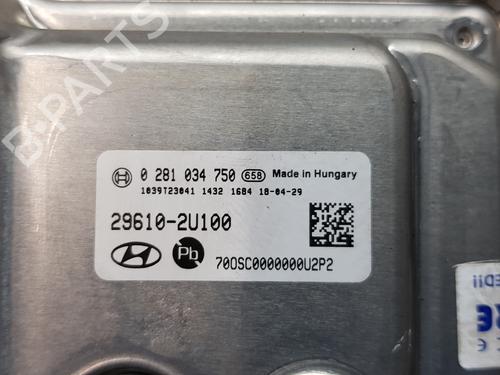 B-PARTS
0 281 034 750 658 Made in Hungary
1039T23041 1432 1684 18-04-29
29610-2U100
Pb
700SC0000000U2P2